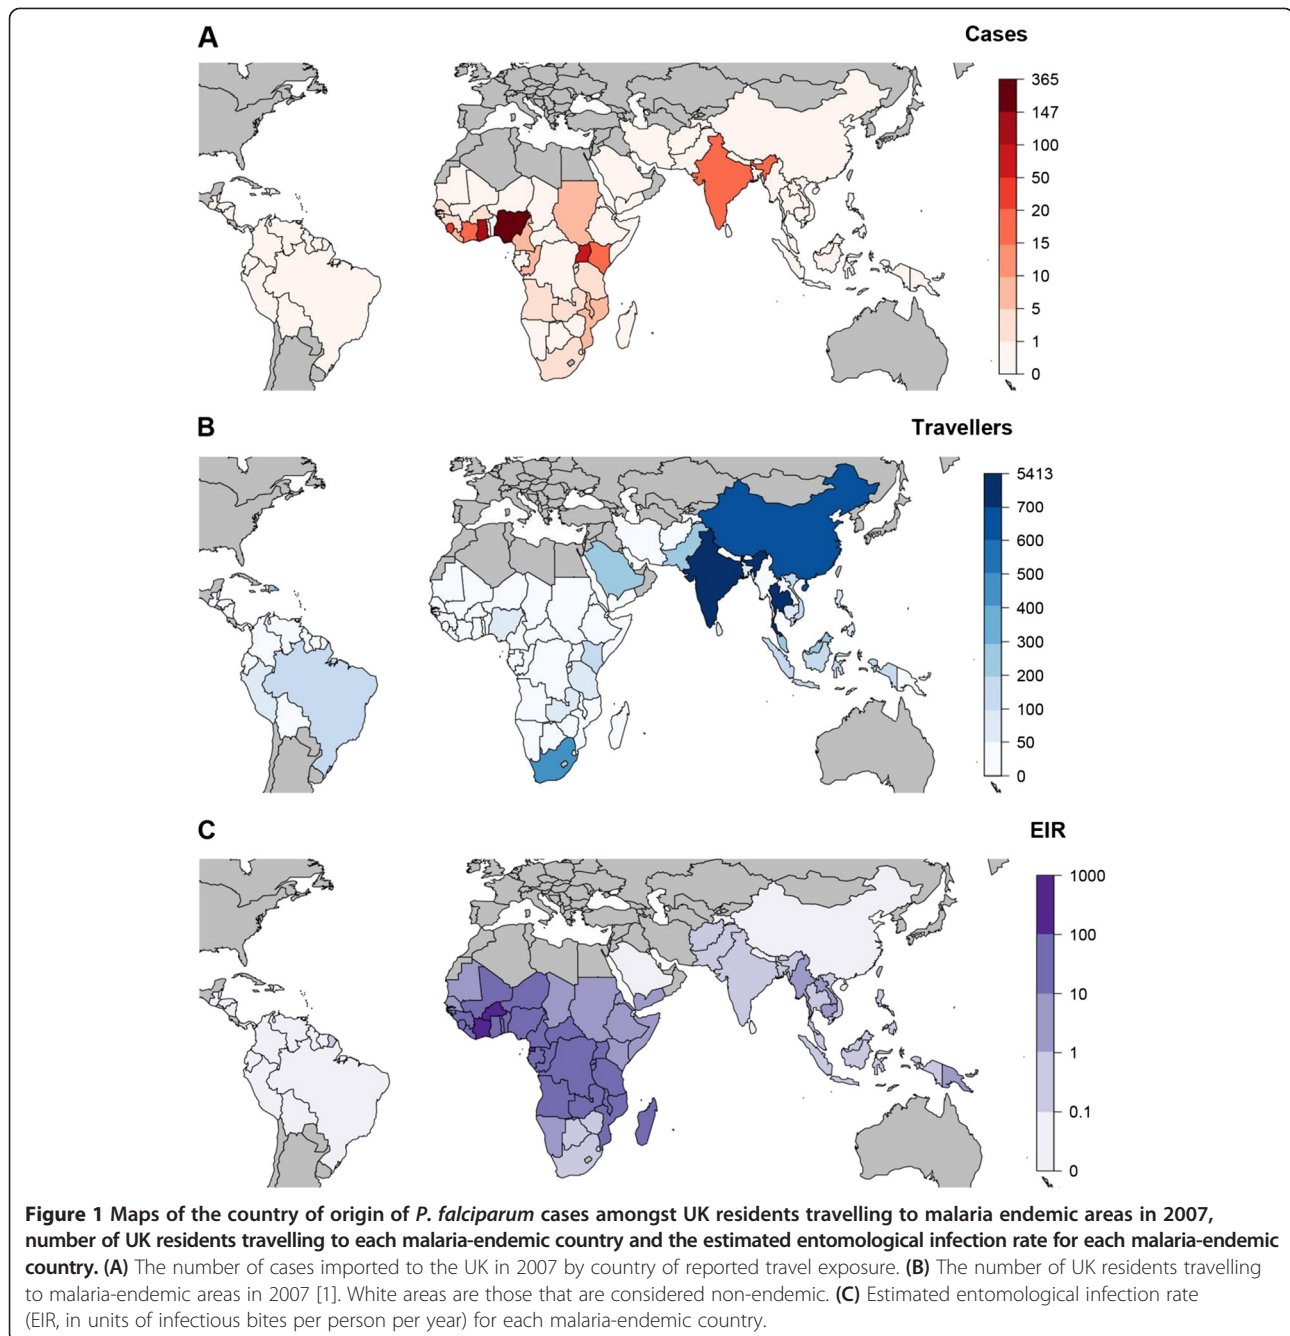 A
Cases
365
147
100
50
20
15
10
5
1
0
B
Travellers
5413
700
600
500
400
300
200
100
50
0
C
EIR
1000
100
10
1
0.1
0
Figure 1 Maps of the country of origin of P. falciparum cases amongst UK residents travelling to malaria endemic areas in 2007,
number of UK residents travelling to each malaria-endemic country and the estimated entomological infection rate for each malaria-endemic
country. (A) The number of cases imported to the UK in 2007 by country of reported travel exposure. (B) The number of UK residents travelling
to malaria-endemic areas in 2007 [1]. White areas are those that are considered non-endemic. (C) Estimated entomological infection rate
(EIR, in units of infectious bites per person per year) for each malaria-endemic country.